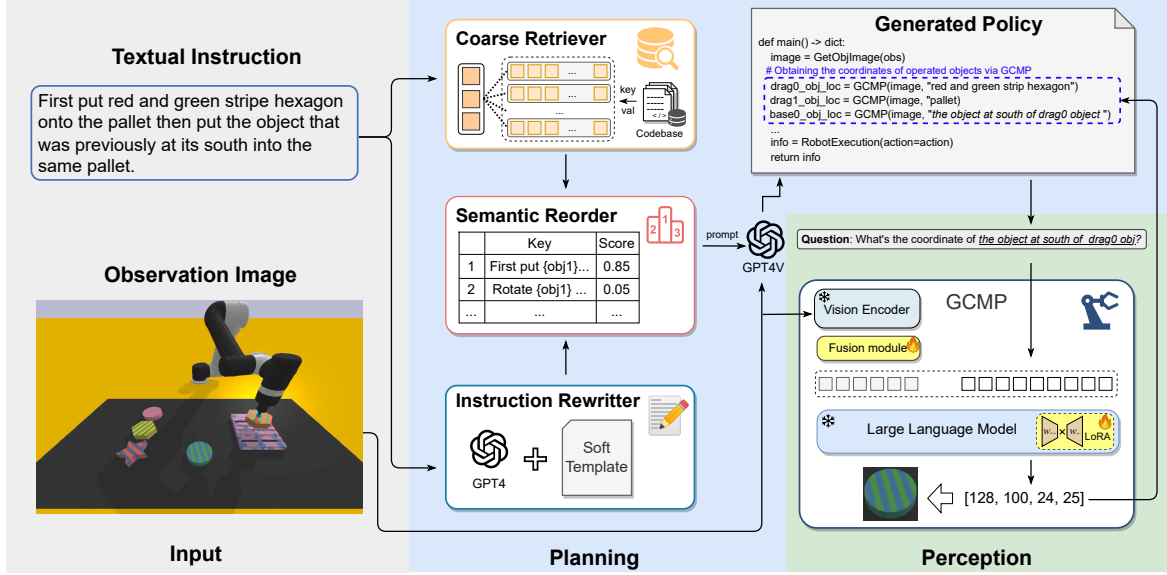 Textual Instruction
First put red and green stripe hexagon
onto the pallet then put the object that
was previously at its south into the
same pallet.
Observation Image
Input
Coarse Retriever
...
...
...
...
key
val
</>
Codebase
Semantic Reorder
2 1 3
Key Score
1 First put {obj1}... 0.85
2 Rotate {obj1} ... 0.05
... ... ...
Instruction Rewritter
GPT4
Soft
Template
Planning
prompt
GPT4V
Generated Policy
def main() -> dict:
image = GetObjImage(obs)
# Obtaining the coordinates of operated objects via GCMP
drag0_obj_loc = GCMP(image, "red and green strip hexagon")
drag1_obj_loc = GCMP(image, "pallet)
base0_obj_loc = GCMP(image, "the object at south of drag0 object ")
...
info = RobotExecution(action=action)
return info
Question: What's the coordinate of the object at south of drag0 obj?
GCMP
Vision Encoder
Fusion module
Large Language Model
LoRA
[128, 100, 24, 25]
Perception